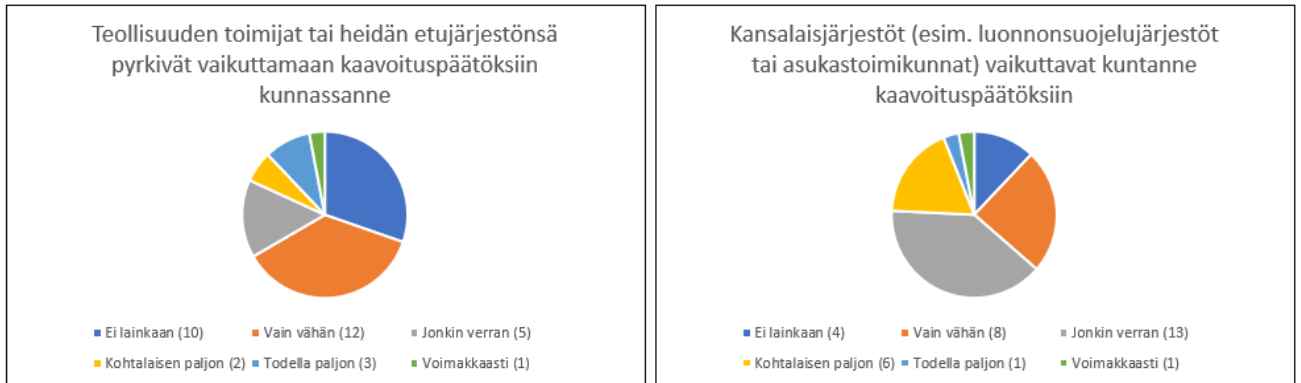 Teollisuuden toimijat tai heidän etujärjestönsä
pyrkivät vaikuttamaan kaavoituspäätöksiin
kunnassanne
Ei lainkaan (10)
Vain vähän (12)
Jonkin verran (5)
Kohtalaisen paljon (2)
Todella paljon (3)
Voimakkaasti (1)
Kansalaisjärjestöt (esim. luonnonsuojelujärjestöt
tai asukastoimikunnat) vaikuttavat kuntanne
kaavoituspäätöksiin
Ei lainkaan (4)
Vain vähän (8)
Jonkin verran (13)
Kohtalaisen paljon (6)
Todella paljon (1)
Voimakkaasti (1)